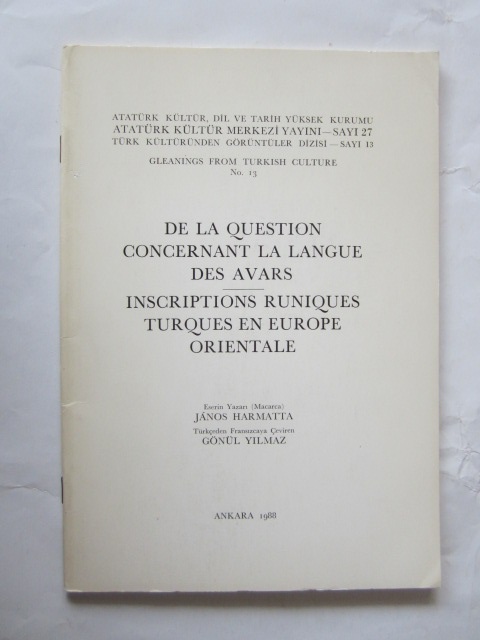 ATATÜRK KÜLTÜR, DİL VE TARİH YÜKSEK KURUMU
ATATÜRK KÜLTÜR MERKEZİ YAYINI—SAYI 27
TÜRK KÜLTÜRÜNDEN GÖRÜNTÜLER DİZİSI—SAYI 13
GLEANINGS FROM TURKISH CULTURE
No. 13
DE LA QUESTION
CONCERNANT LA LANGUE
DES AVARS
INSCRIPTIONS RUNIQUES
TURQUES EN EUROPE
ORIENTALE
Eserin Yazarı (Macarca)
JÁNOS HARMATTA
Türkçeden Fransızcaya Çeviren
GÖNÜL YILMAZ
ANKARA 1988